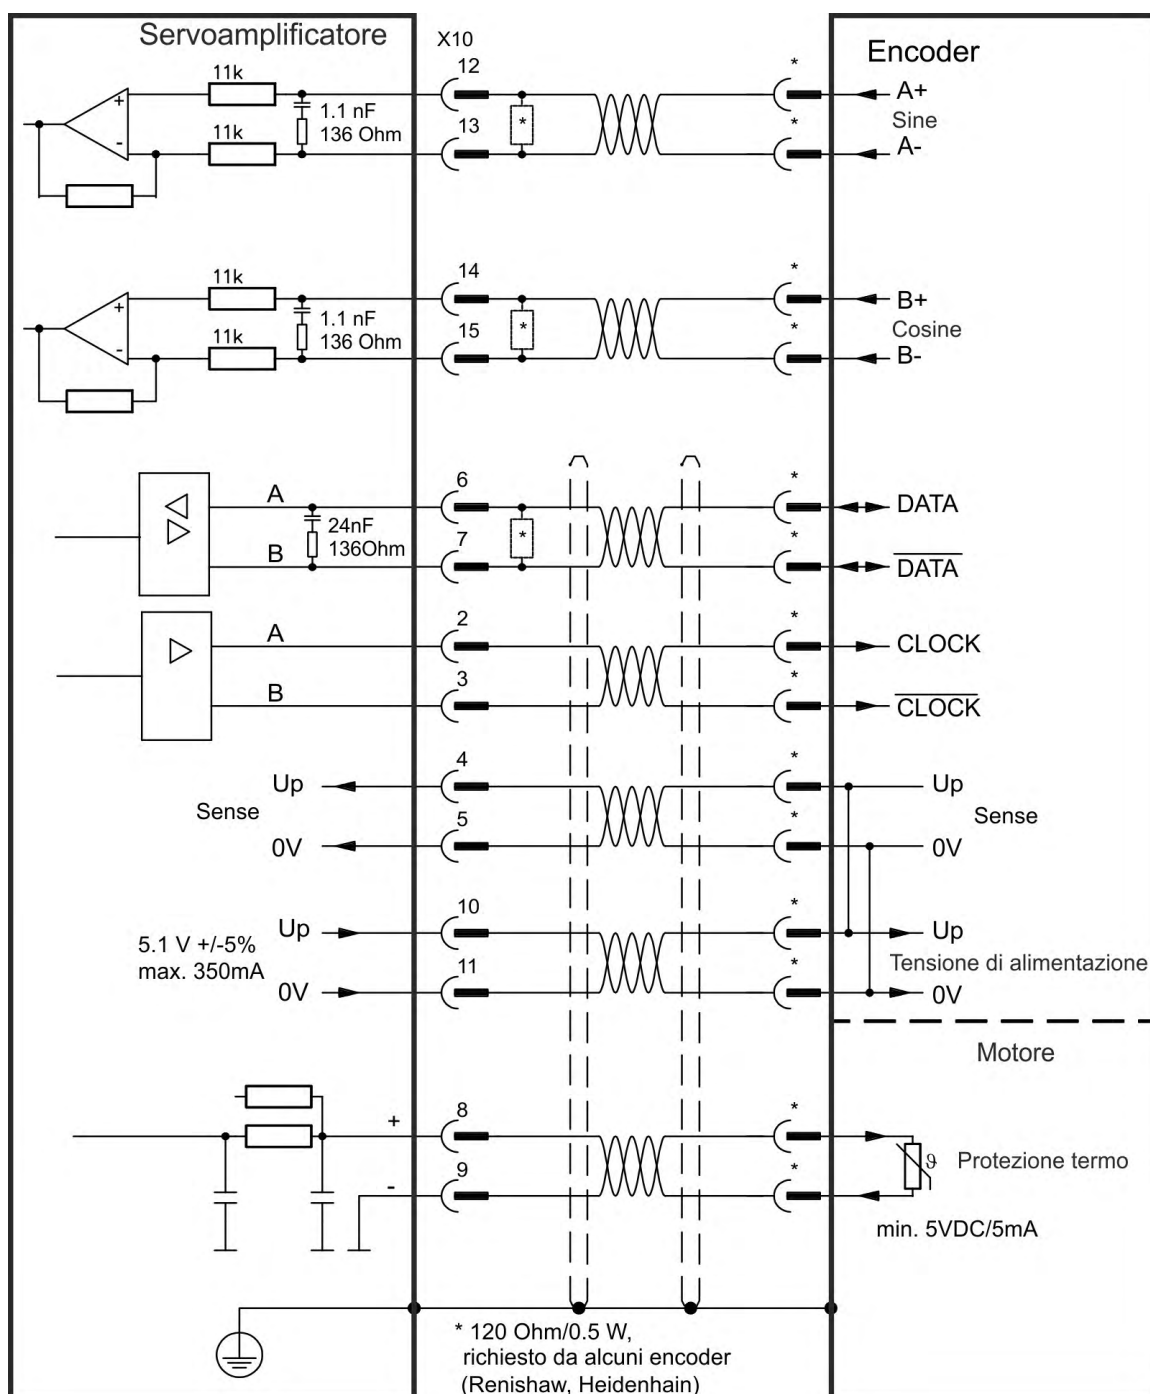 Servoamplificatore
X10
Encoder
12
*
11k
+
1.1 nF
136 Ohm
*
A+
Sine
13
*
11k
-
A-
14
*
11k
+
1.1 nF
136 Ohm
*
B+
Cosine
15
*
11k
-
B-
6
*
A
DATA
24nF
136Ohm
*
7
*
B
DATA
2
*
A
CLOCK
3
*
B
CLOCK
4
*
Up
Up
Sense
Sense
5
*
0V
0V
10
*
Up
Up
5.1 V +/-5%
max. 350mA
Tensione di alimentazione
11
*
0V
0V
Motore
8
*
+
ϑ
Protezione termo
9
*
-
min. 5VDC/5mA
* 120 Ohm/0.5 W,
richiesto da alcuni encoder
(Renishaw, Heidenhain)